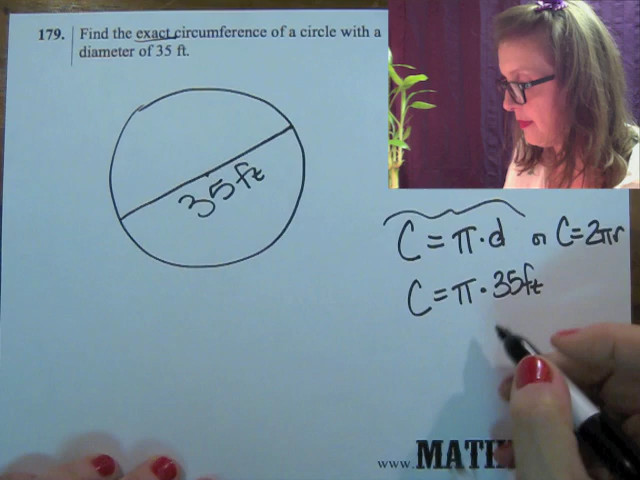 179. Find the exact circumference of a circle with a
diameter of 35 ft.
35ft
C = π · d or C = 2πr
C = π · 35ft
www. MATH